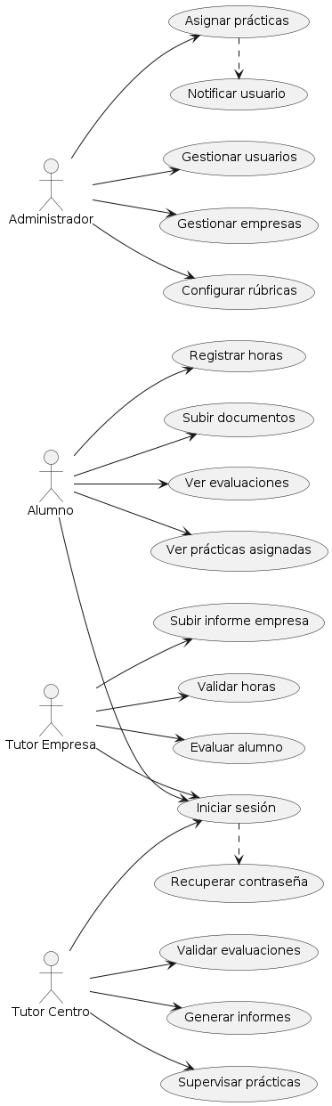 Asignar prácticas
Notificar usuario
Gestionar usuarios
Administrador
Gestionar empresas
Configurar rúbricas
Registrar horas
Subir documentos
Ver evaluaciones
Alumno
Ver prácticas asignadas
Subir informe empresa
Validar horas
Tutor Empresa
Evaluar alumno
Iniciar sesión
Recuperar contraseña
Validar evaluaciones
Tutor Centro
Generar informes
Supervisar prácticas